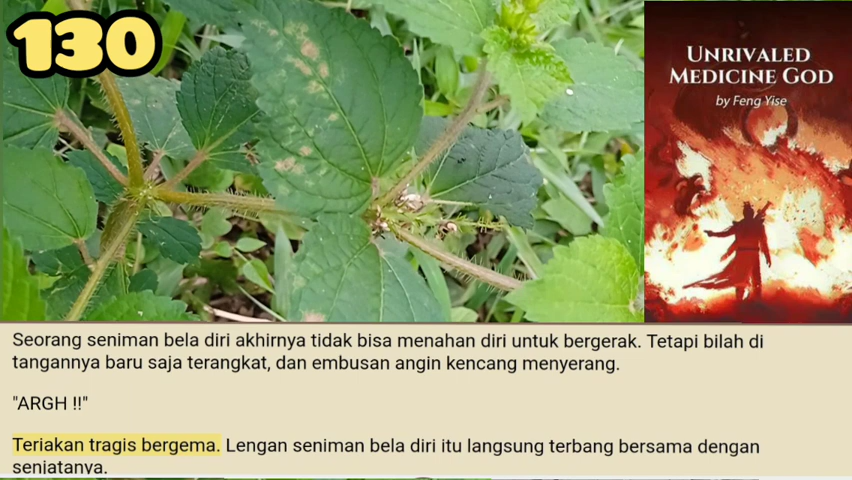 130
UNRIVALED
MEDICINE GOD
by Feng Yise
Seorang seniman bela diri akhirnya tidak bisa menahan diri untuk bergerak. Tetapi bilah di
tangannya baru saja terangkat, dan embusan angin kencang menyerang.
"ARGH !!"
Teriakan tragis bergema. Lengan seniman bela diri itu langsung terbang bersama dengan
senjatanya.